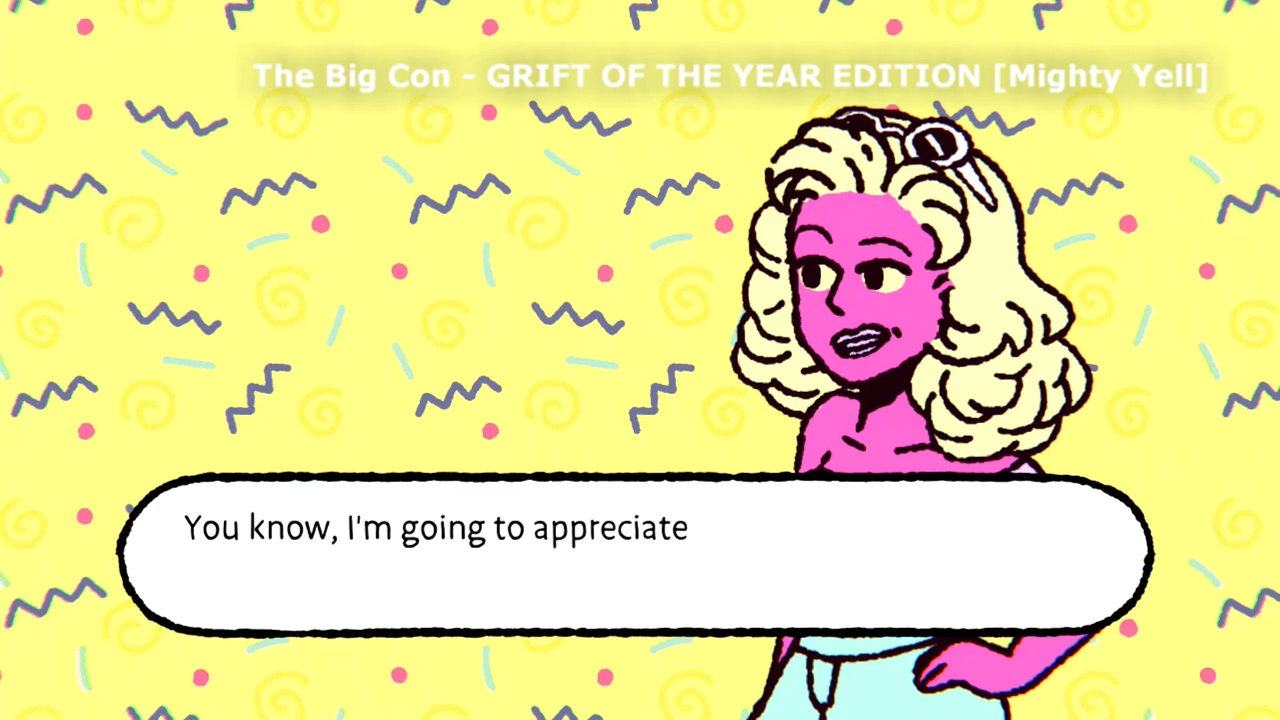 The Big Con - GRIFT OF THE YEAR EDITION [Mighty Yell]
You know, I'm going to appreciate